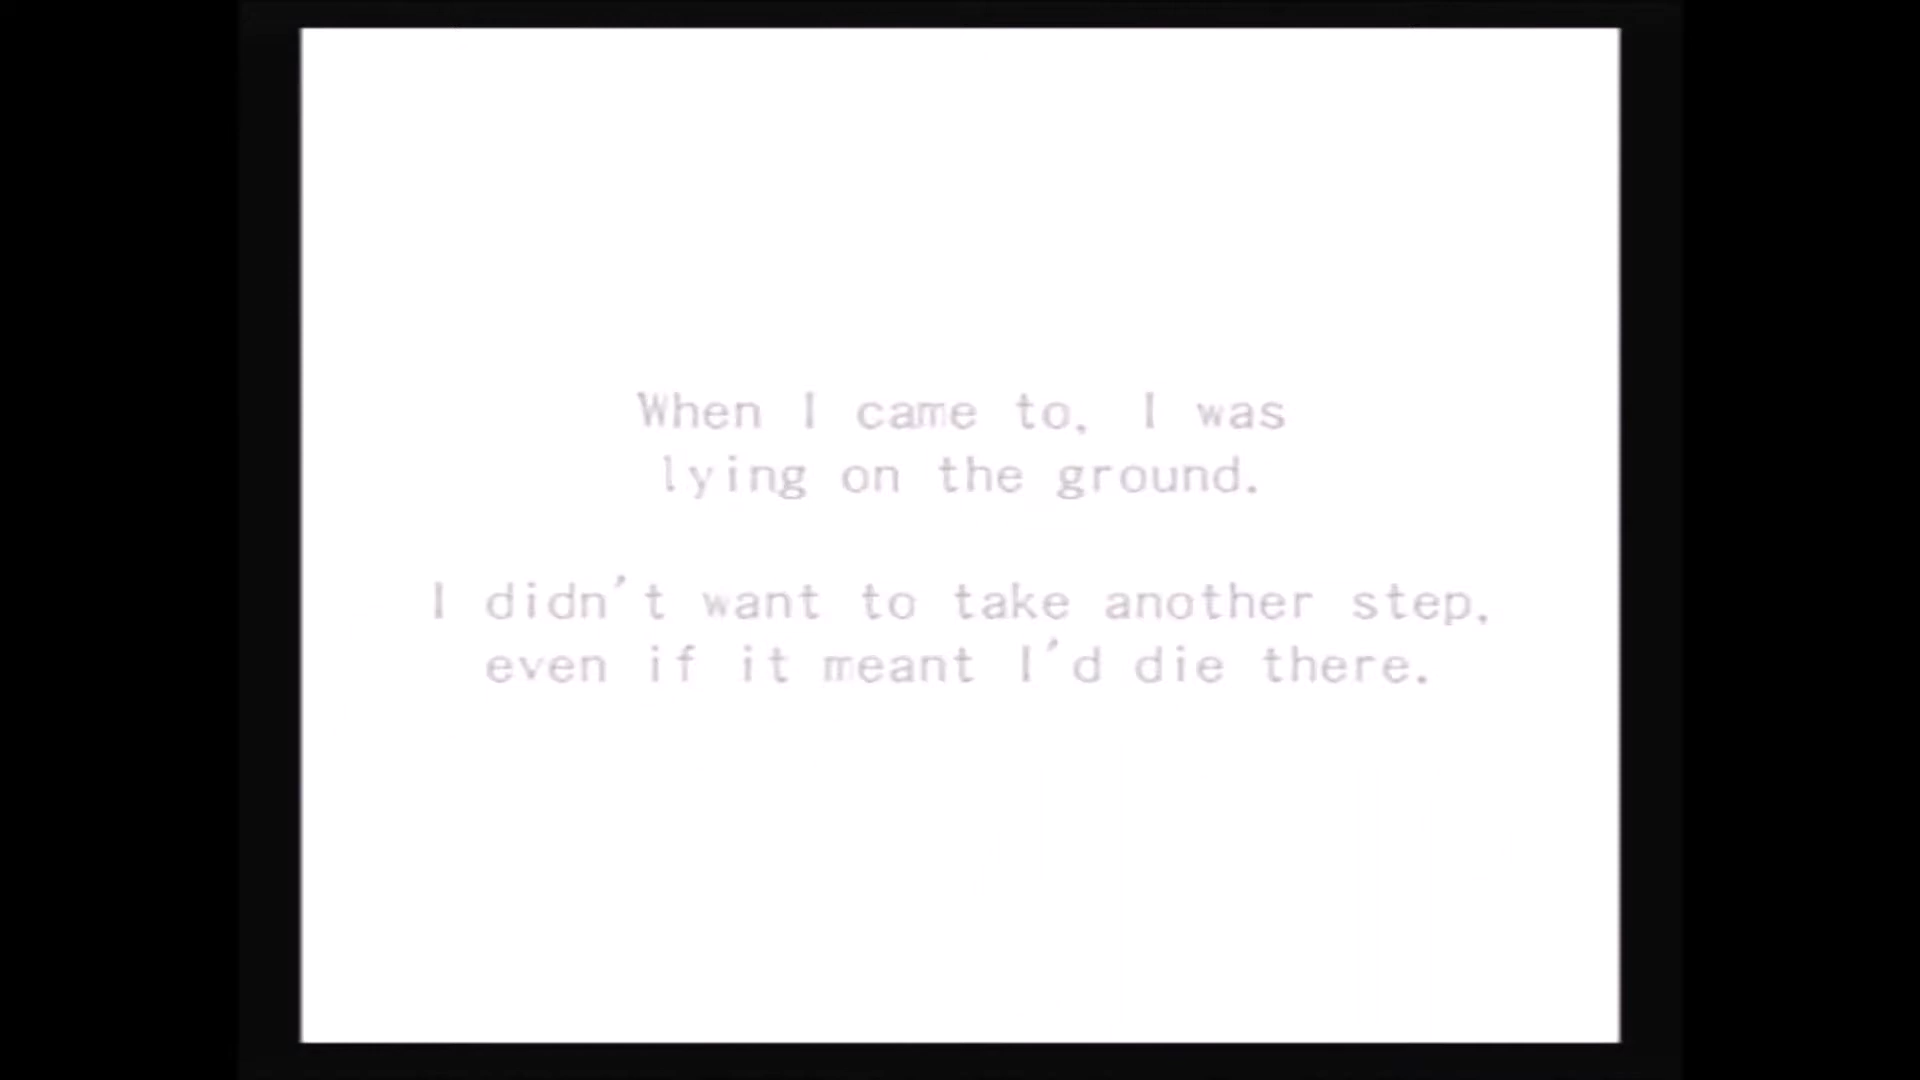 When I came to, I was
lying on the ground.
I didn't want to take another step,
even if it meant I'd die there.